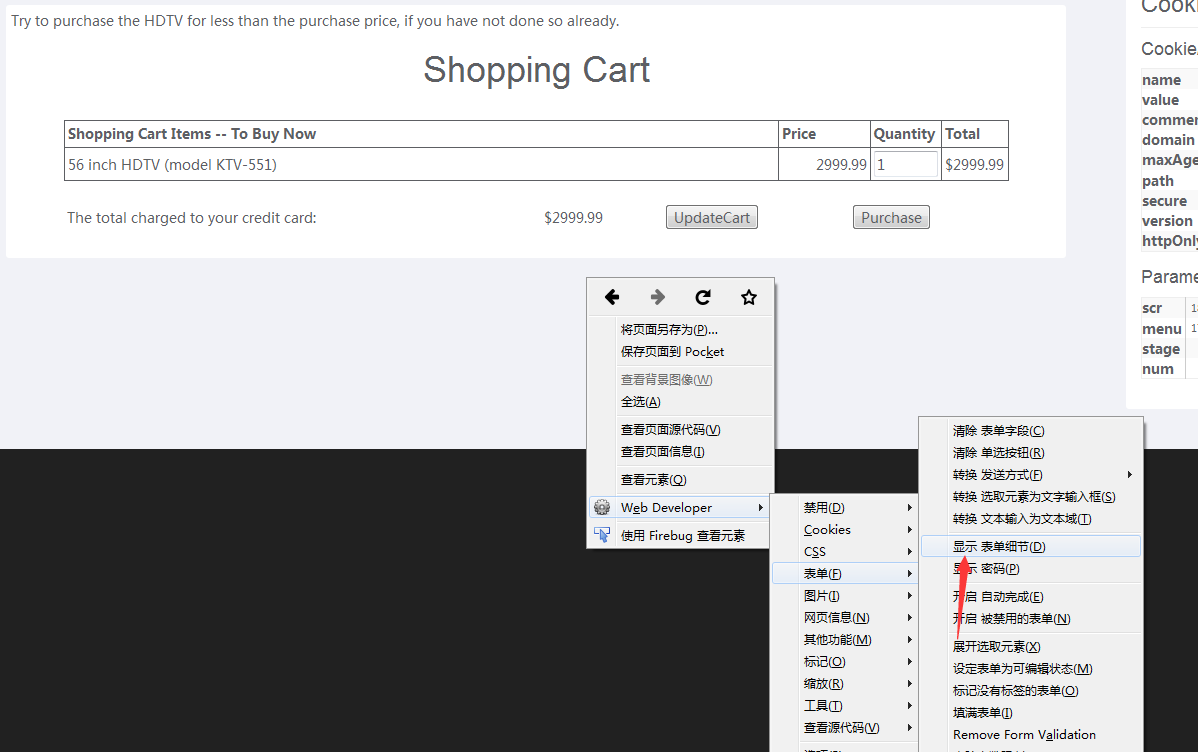 Try to purchase the HDTV for less than the purchase price, if you have not done so already.
Shopping Cart
Shopping Cart Items -- To Buy Now Price Quantity Total
56 inch HDTV (model KTV-551) 2999.99 1 $2999.99
The total charged to your credit card: $2999.99 UpdateCart Purchase
将页面另存为(P)...
保存页面到 Pocket
查看背景图像(W)
全选(A)
查看页面源代码(V)
查看页面信息(I)
查看元素(Q)
Web Developer
使用 Firebug 查看元素
禁用(D)
Cookies
CSS
表单(F)
图片(I)
网页信息(N)
其他功能(M)
标记(O)
缩放(R)
工具(T)
查看源代码(V)
清除 表单字段(C)
清除 单选按钮(R)
转换 发送方式(F)
转换 选取元素为文字输入框(S)
转换 文本输入为文本域(T)
显示 表单细节(D)
显示 密码(P)
开启 自动完成(E)
开启 被禁用的表单(N)
展开选取元素(X)
设定表单为可编辑状态(M)
标记没有标签的表单(O)
填满表单(I)
Remove Form Validation
Cooki
Cookie
name
value
commen
domain
maxAge
path
secure
version
httpOnly
Parame
scr
menu
stage
num